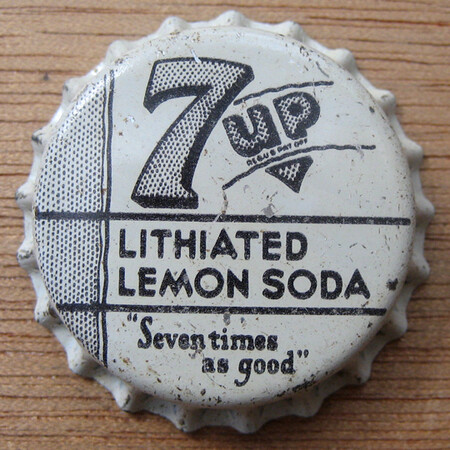 7 UP
REG. U.S. PAT. OFF.
LITHIATED
LEMON SODA
"Seven times
as good"